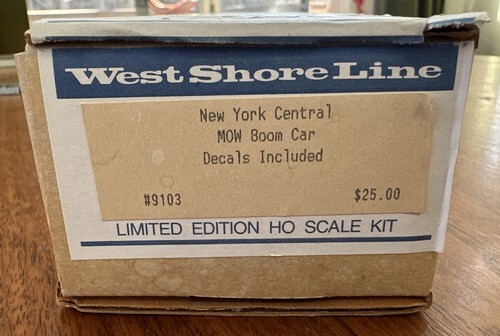 West Shore Line
New York Central
MOW Boom Car
Decals Included
#9103 $25.00
LIMITED EDITION HO SCALE KIT